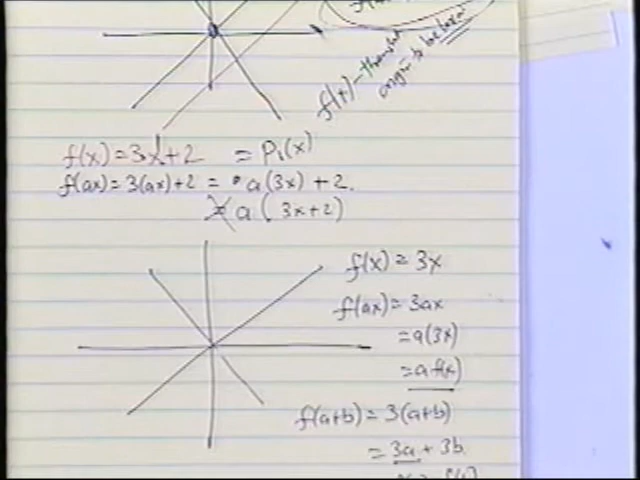 f(x) - through
origin to be linear
f(x) = 3x + 2 = P₁(x)
f(ax) = 3(ax) + 2 = a(3x) + 2.
≠ a(3x+2)
f(x) = 3x
f(ax) = 3ax
= a(3x)
= a f(x)
f(a+b) = 3(a+b)
= 3a + 3b